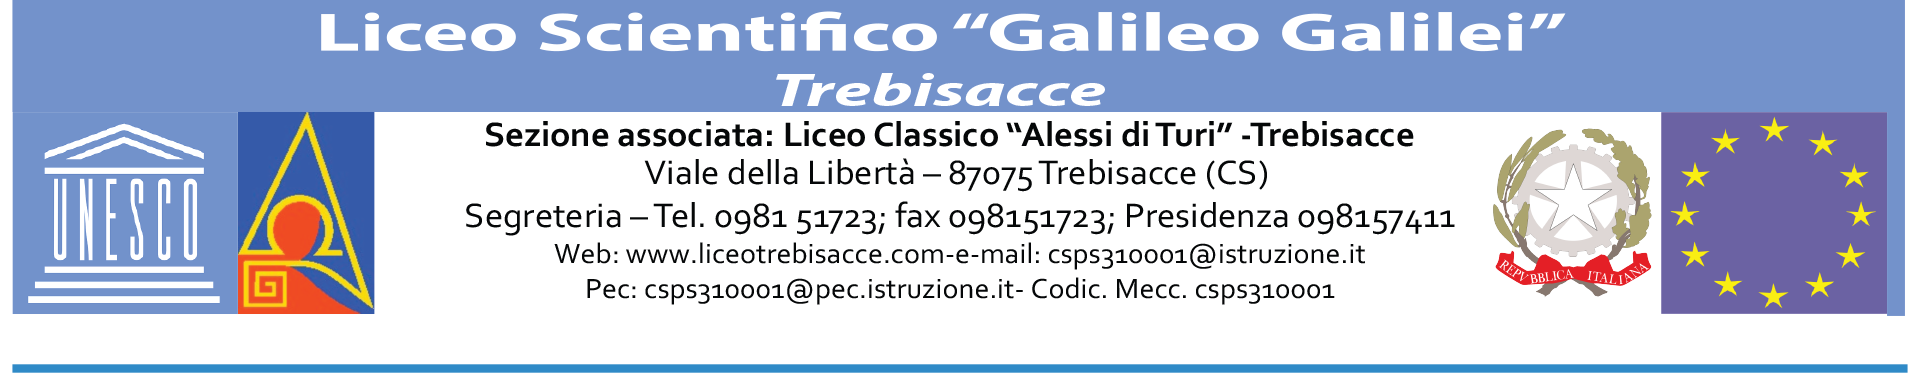 Liceo Scientifico “Galileo Galilei”
Trebisacce
Sezione associata: Liceo Classico “Alessi di Turi” -Trebisacce
Viale della Libertà – 87075 Trebisacce (CS)
Segreteria – Tel. 0981 51723; fax 098151723; Presidenza 098157411
Web: www.liceotrebisacce.com-e-mail: csps310001@istruzione.it
Pec: csps310001@pec.istruzione.it- Codic. Mecc. csps310001
UNESCO
REPVBBLICA ITALIANA